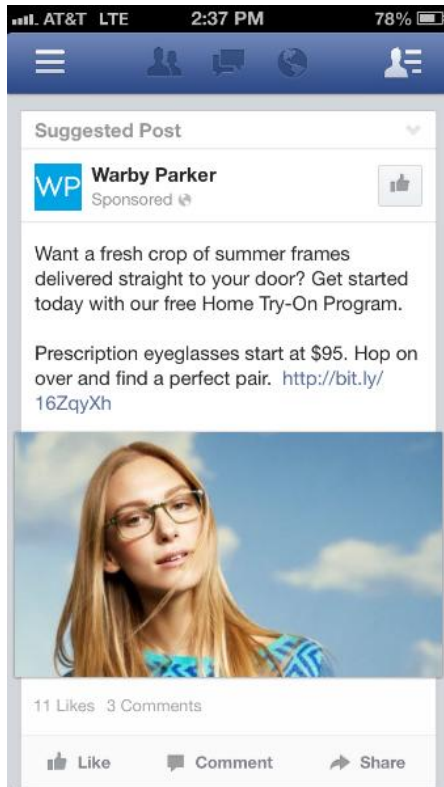 AT&T LTE 2:37 PM 78%
Suggested Post
WP Warby Parker
Sponsored
Want a fresh crop of summer frames
delivered straight to your door? Get started
today with our free Home Try-On Program.
Prescription eyeglasses start at $95. Hop on
over and find a perfect pair. http://bit.ly/
16ZqyXh
11 Likes 3 Comments
Like Comment Share